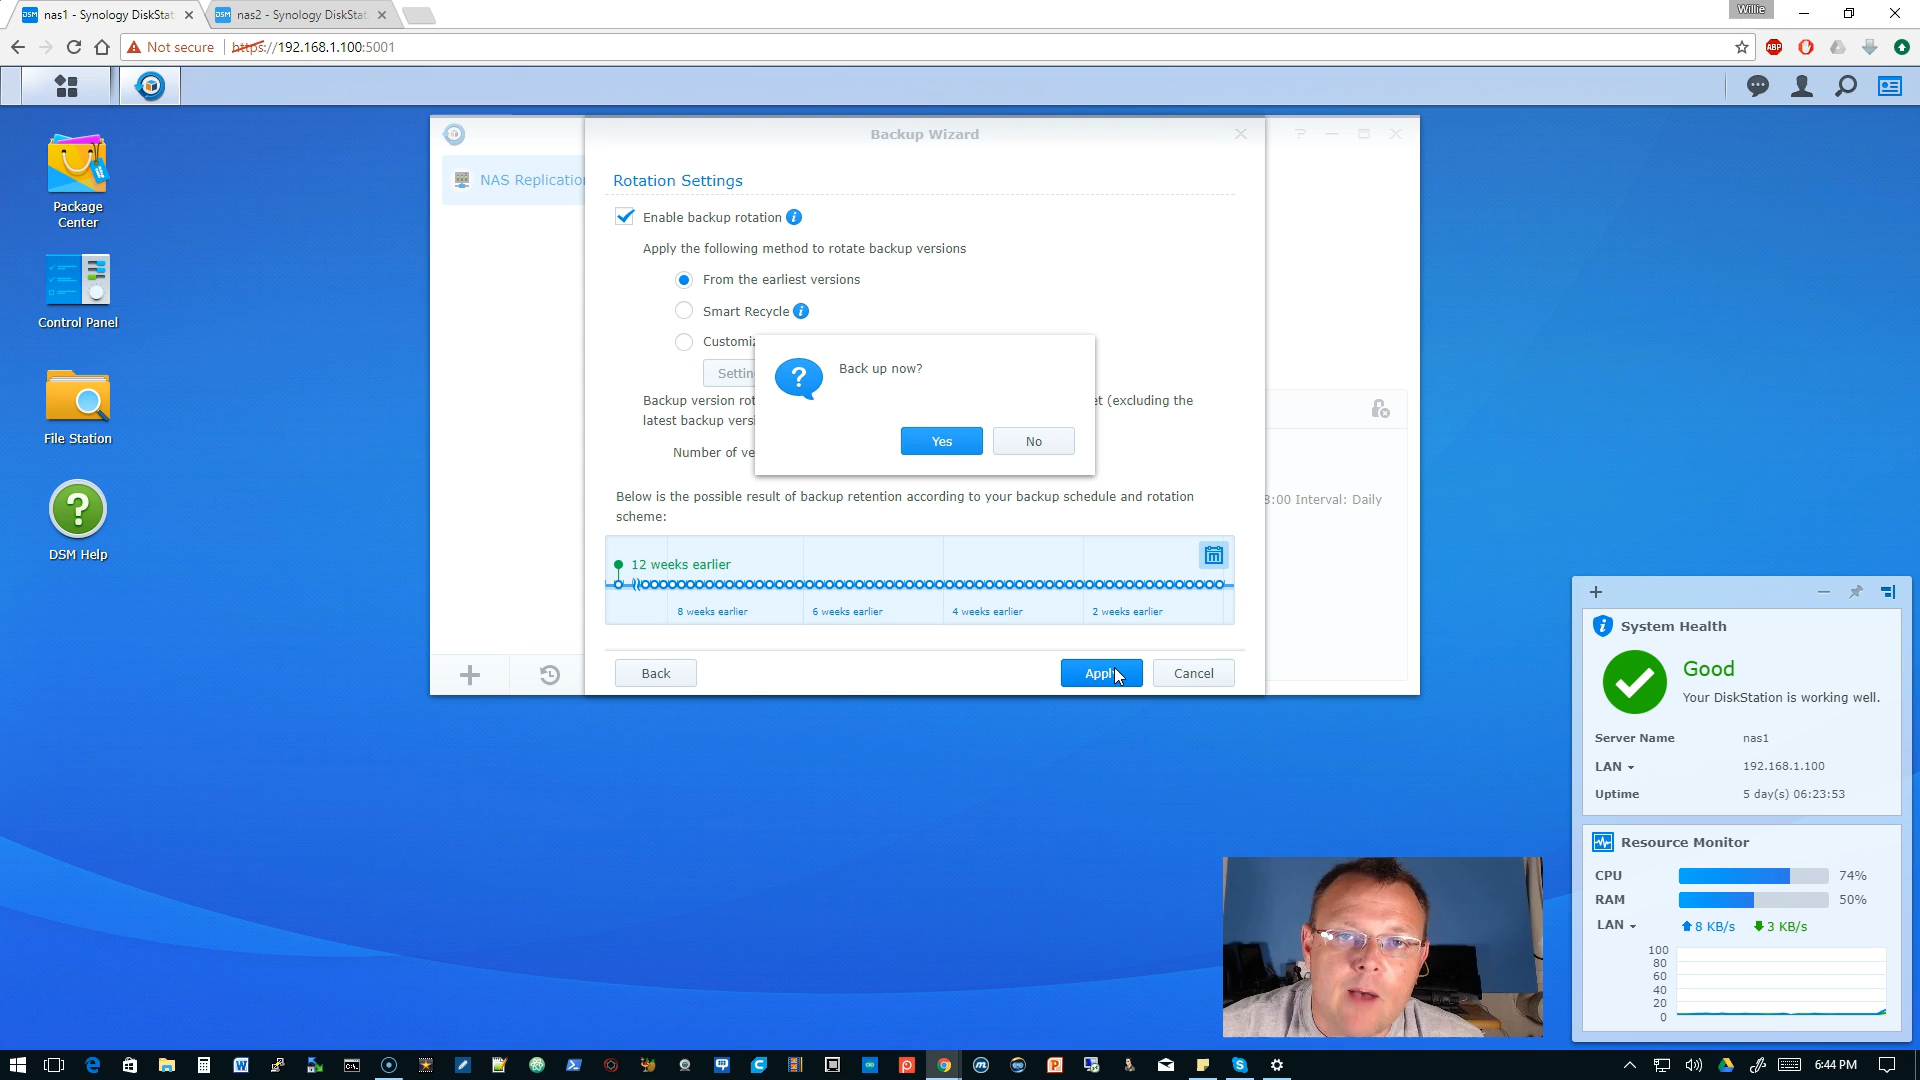 nas1 - Synology DiskStat
nas2 - Synology DiskStat
Willie
Not secure
https://192.168.1.100:5001
ABP
Package
Center
Control Panel
File Station
DSM Help
Backup Wizard
NAS Replication
Rotation Settings
Enable backup rotation
Apply the following method to rotate backup versions
From the earliest versions
Smart Recycle
Customiz
Settin
Back up now?
Yes
No
Backup version rot
et (excluding the
latest backup versi
Number of ve
Below is the possible result of backup retention according to your backup schedule and rotation
scheme:
12 weeks earlier
8 weeks earlier
6 weeks earlier
4 weeks earlier
2 weeks earlier
8:00 Interval: Daily
Back
Apply
Cancel
System Health
Good
Your DiskStation is working well.
Server Name
nas1
LAN
192.168.1.100
Uptime
5 day(s) 06:23:53
Resource Monitor
CPU
74%
RAM
50%
LAN
8 KB/s
3 KB/s
100
80
60
40
20
0
6:44 PM